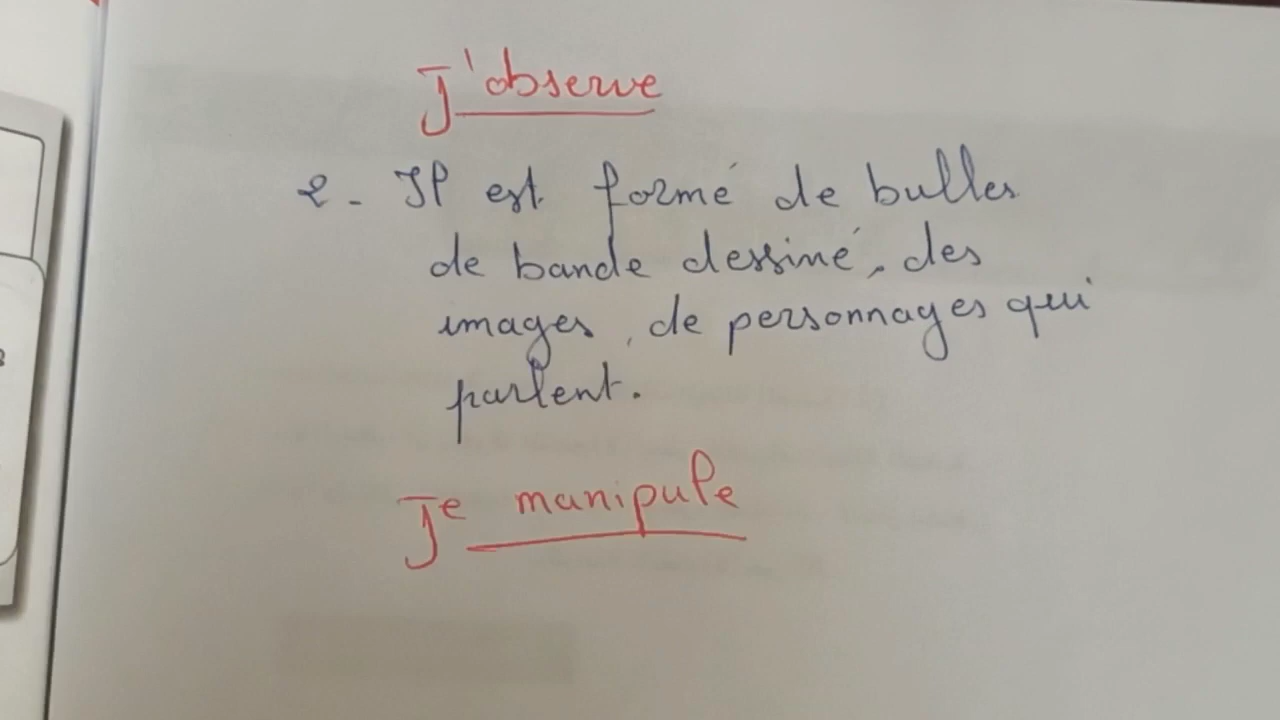 J'observe
2. Il est formé de bulles
de bande dessiné, des
images, de personnages qui
parlent.
Je manipule